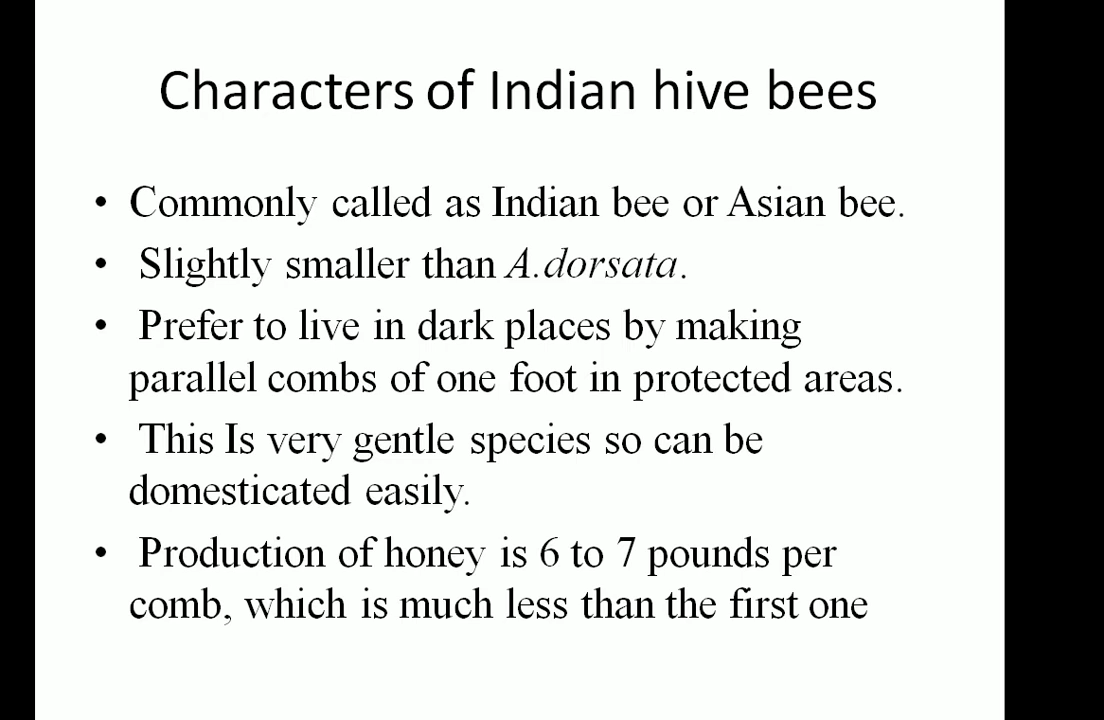 Characters of Indian hive bees
• Commonly called as Indian bee or Asian bee.
• Slightly smaller than A.dorsata.
• Prefer to live in dark places by making
parallel combs of one foot in protected areas.
• This Is very gentle species so can be
domesticated easily.
• Production of honey is 6 to 7 pounds per
comb, which is much less than the first one